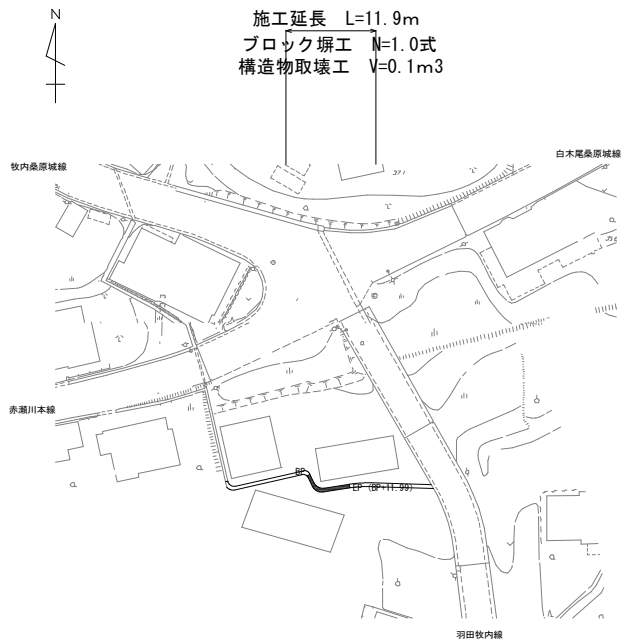 N
施工延長 L=11.9m
ブロック塀工 N=1.0式
構造物取壊工 V=0.1m3
牧内桑原城線
白木尾桑原城線
371
赤瀬川本線
BP
EP (BP+11.99)
羽田牧内線